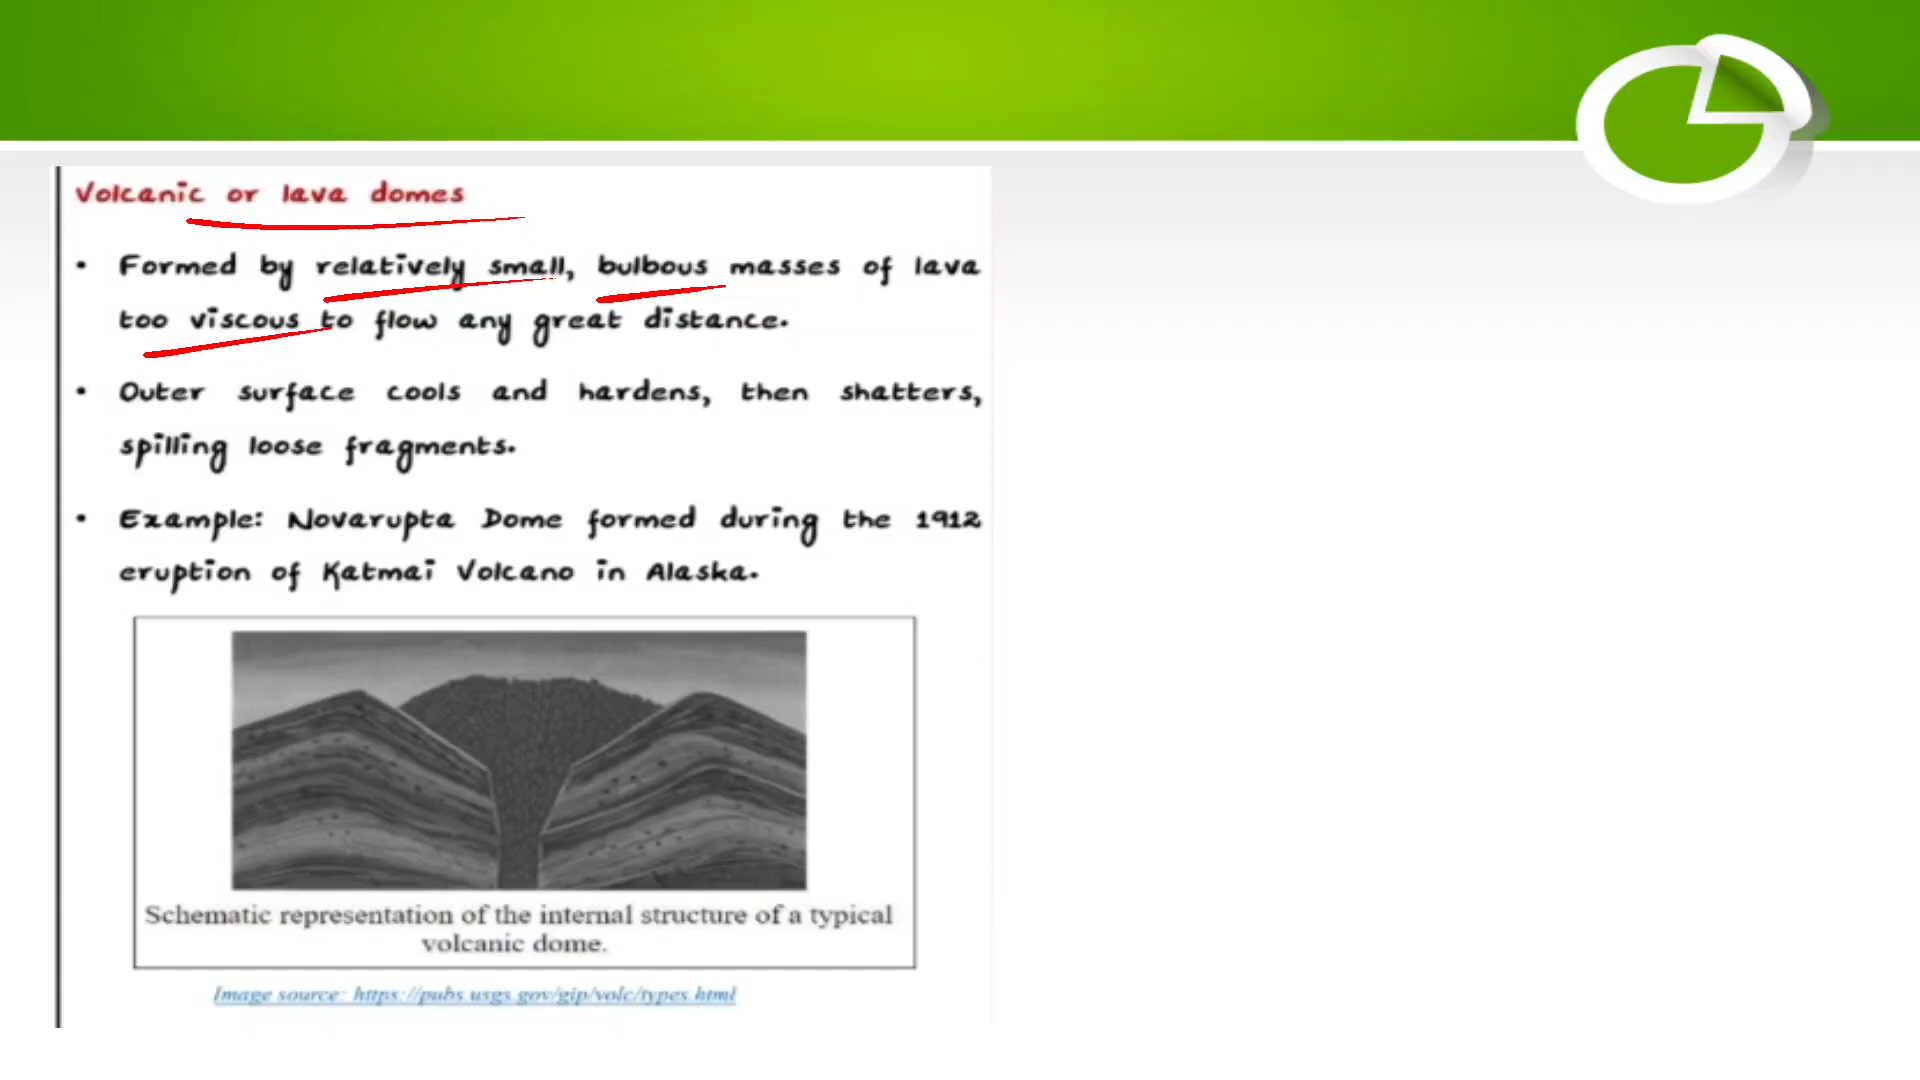 Volcanic or lava domes
• Formed by relatively small, bulbous masses of lava
too viscous to flow any great distance.
• Outer surface cools and hardens, then shatters,
spilling loose fragments.
• Example: Novarupta Dome formed during the 1912
eruption of Katmai Volcano in Alaska.
Schematic representation of the internal structure of a typical
volcanic dome.
Image source: https://pubs.usgs.gov/gip/volc/types.html